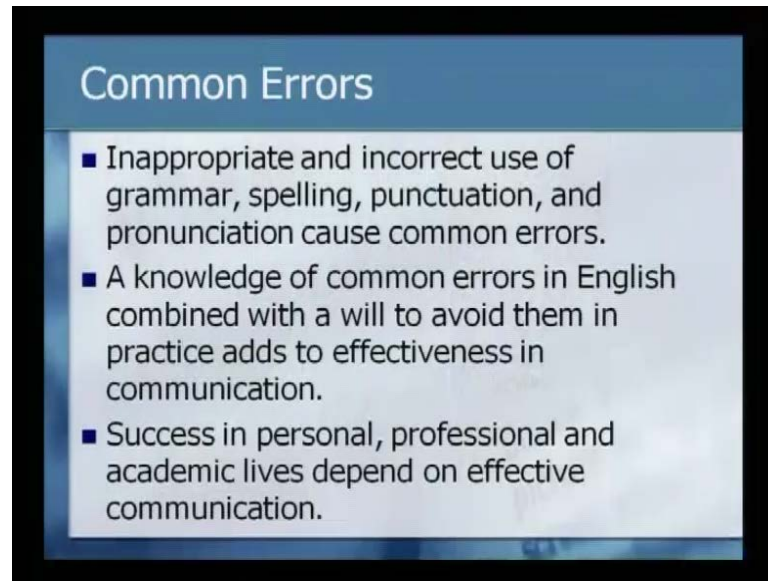 Common Errors
Inappropriate and incorrect use of
grammar, spelling, punctuation, and
pronunciation cause common errors.
A knowledge of common errors in English
combined with a will to avoid them in
practice adds to effectiveness in
communication.
Success in personal, professional and
academic lives depend on effective
communication.